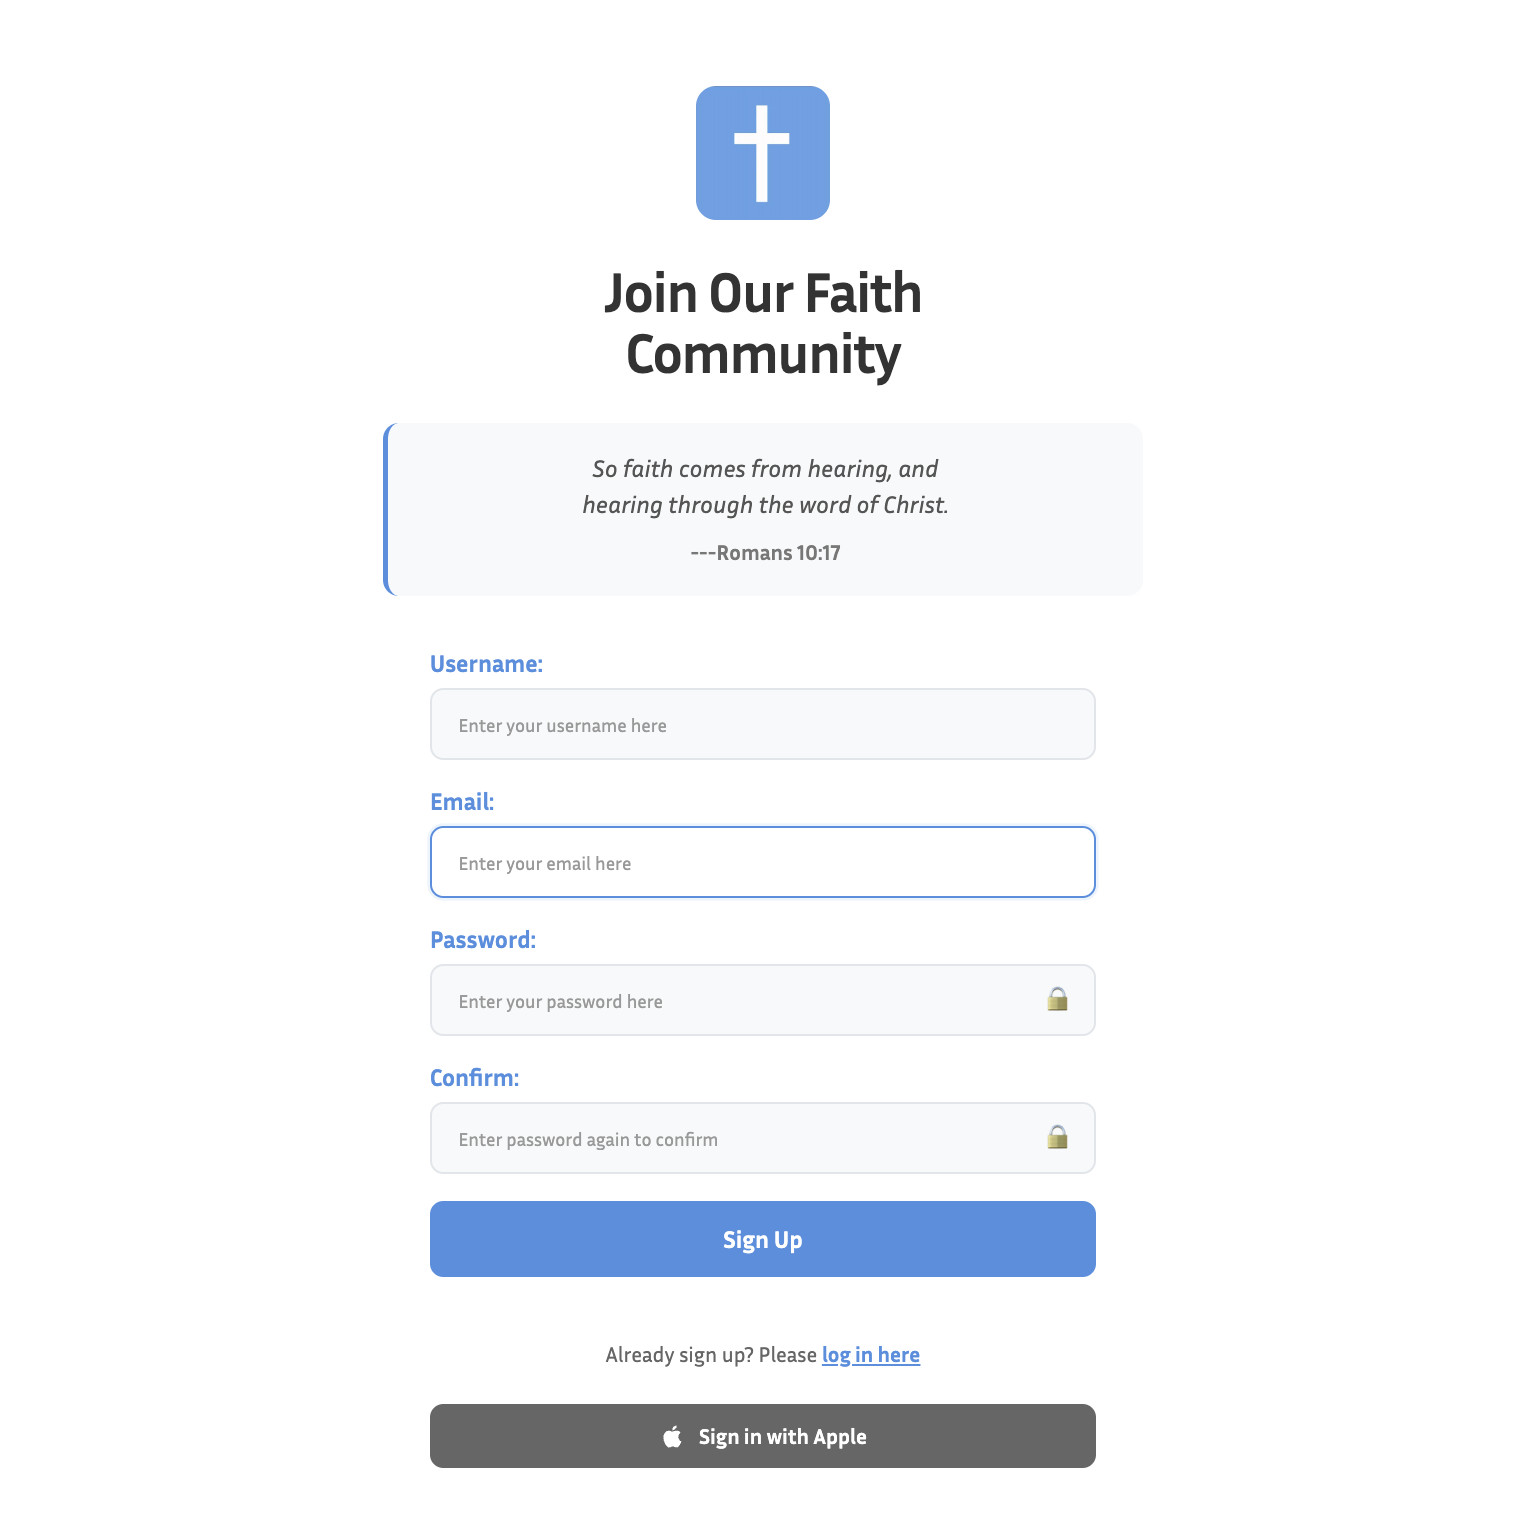 Join Our Faith
Community
So faith comes from hearing, and
hearing through the word of Christ.
---Romans 10:17
Username:
Enter your username here
Email:
Enter your email here
Password:
Enter your password here
Confirm:
Enter password again to confirm
Sign Up
Already sign up? Please log in here
Sign in with Apple